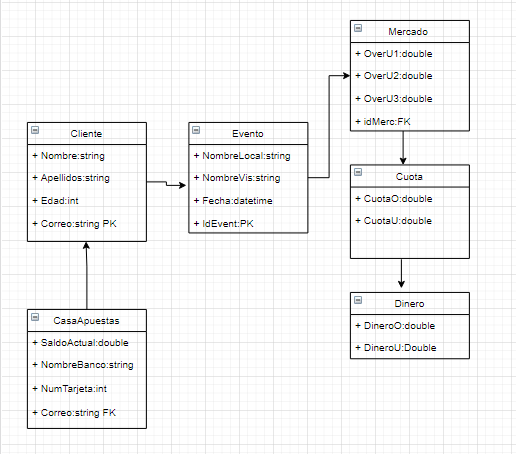 Mercado
+ OverU1:double
+ OverU2:double
+ OverU3:double
+ idMerc:FK
Cliente
+ Nombre:string
+ Apellidos:string
+ Edad:int
+ Correo:string PK
Evento
+ NombreLocal:string
+ NombreVis:string
+ Fecha:datetime
+ IdEvent:PK
Cuota
+ CuotaO:double
+ CuotaU:double
Dinero
+ DineroO:double
+ DineroU:Double
CasaApuestas
+ SaldoActual:double
+ NombreBanco:string
+ NumTarjeta:int
+ Correo:string FK